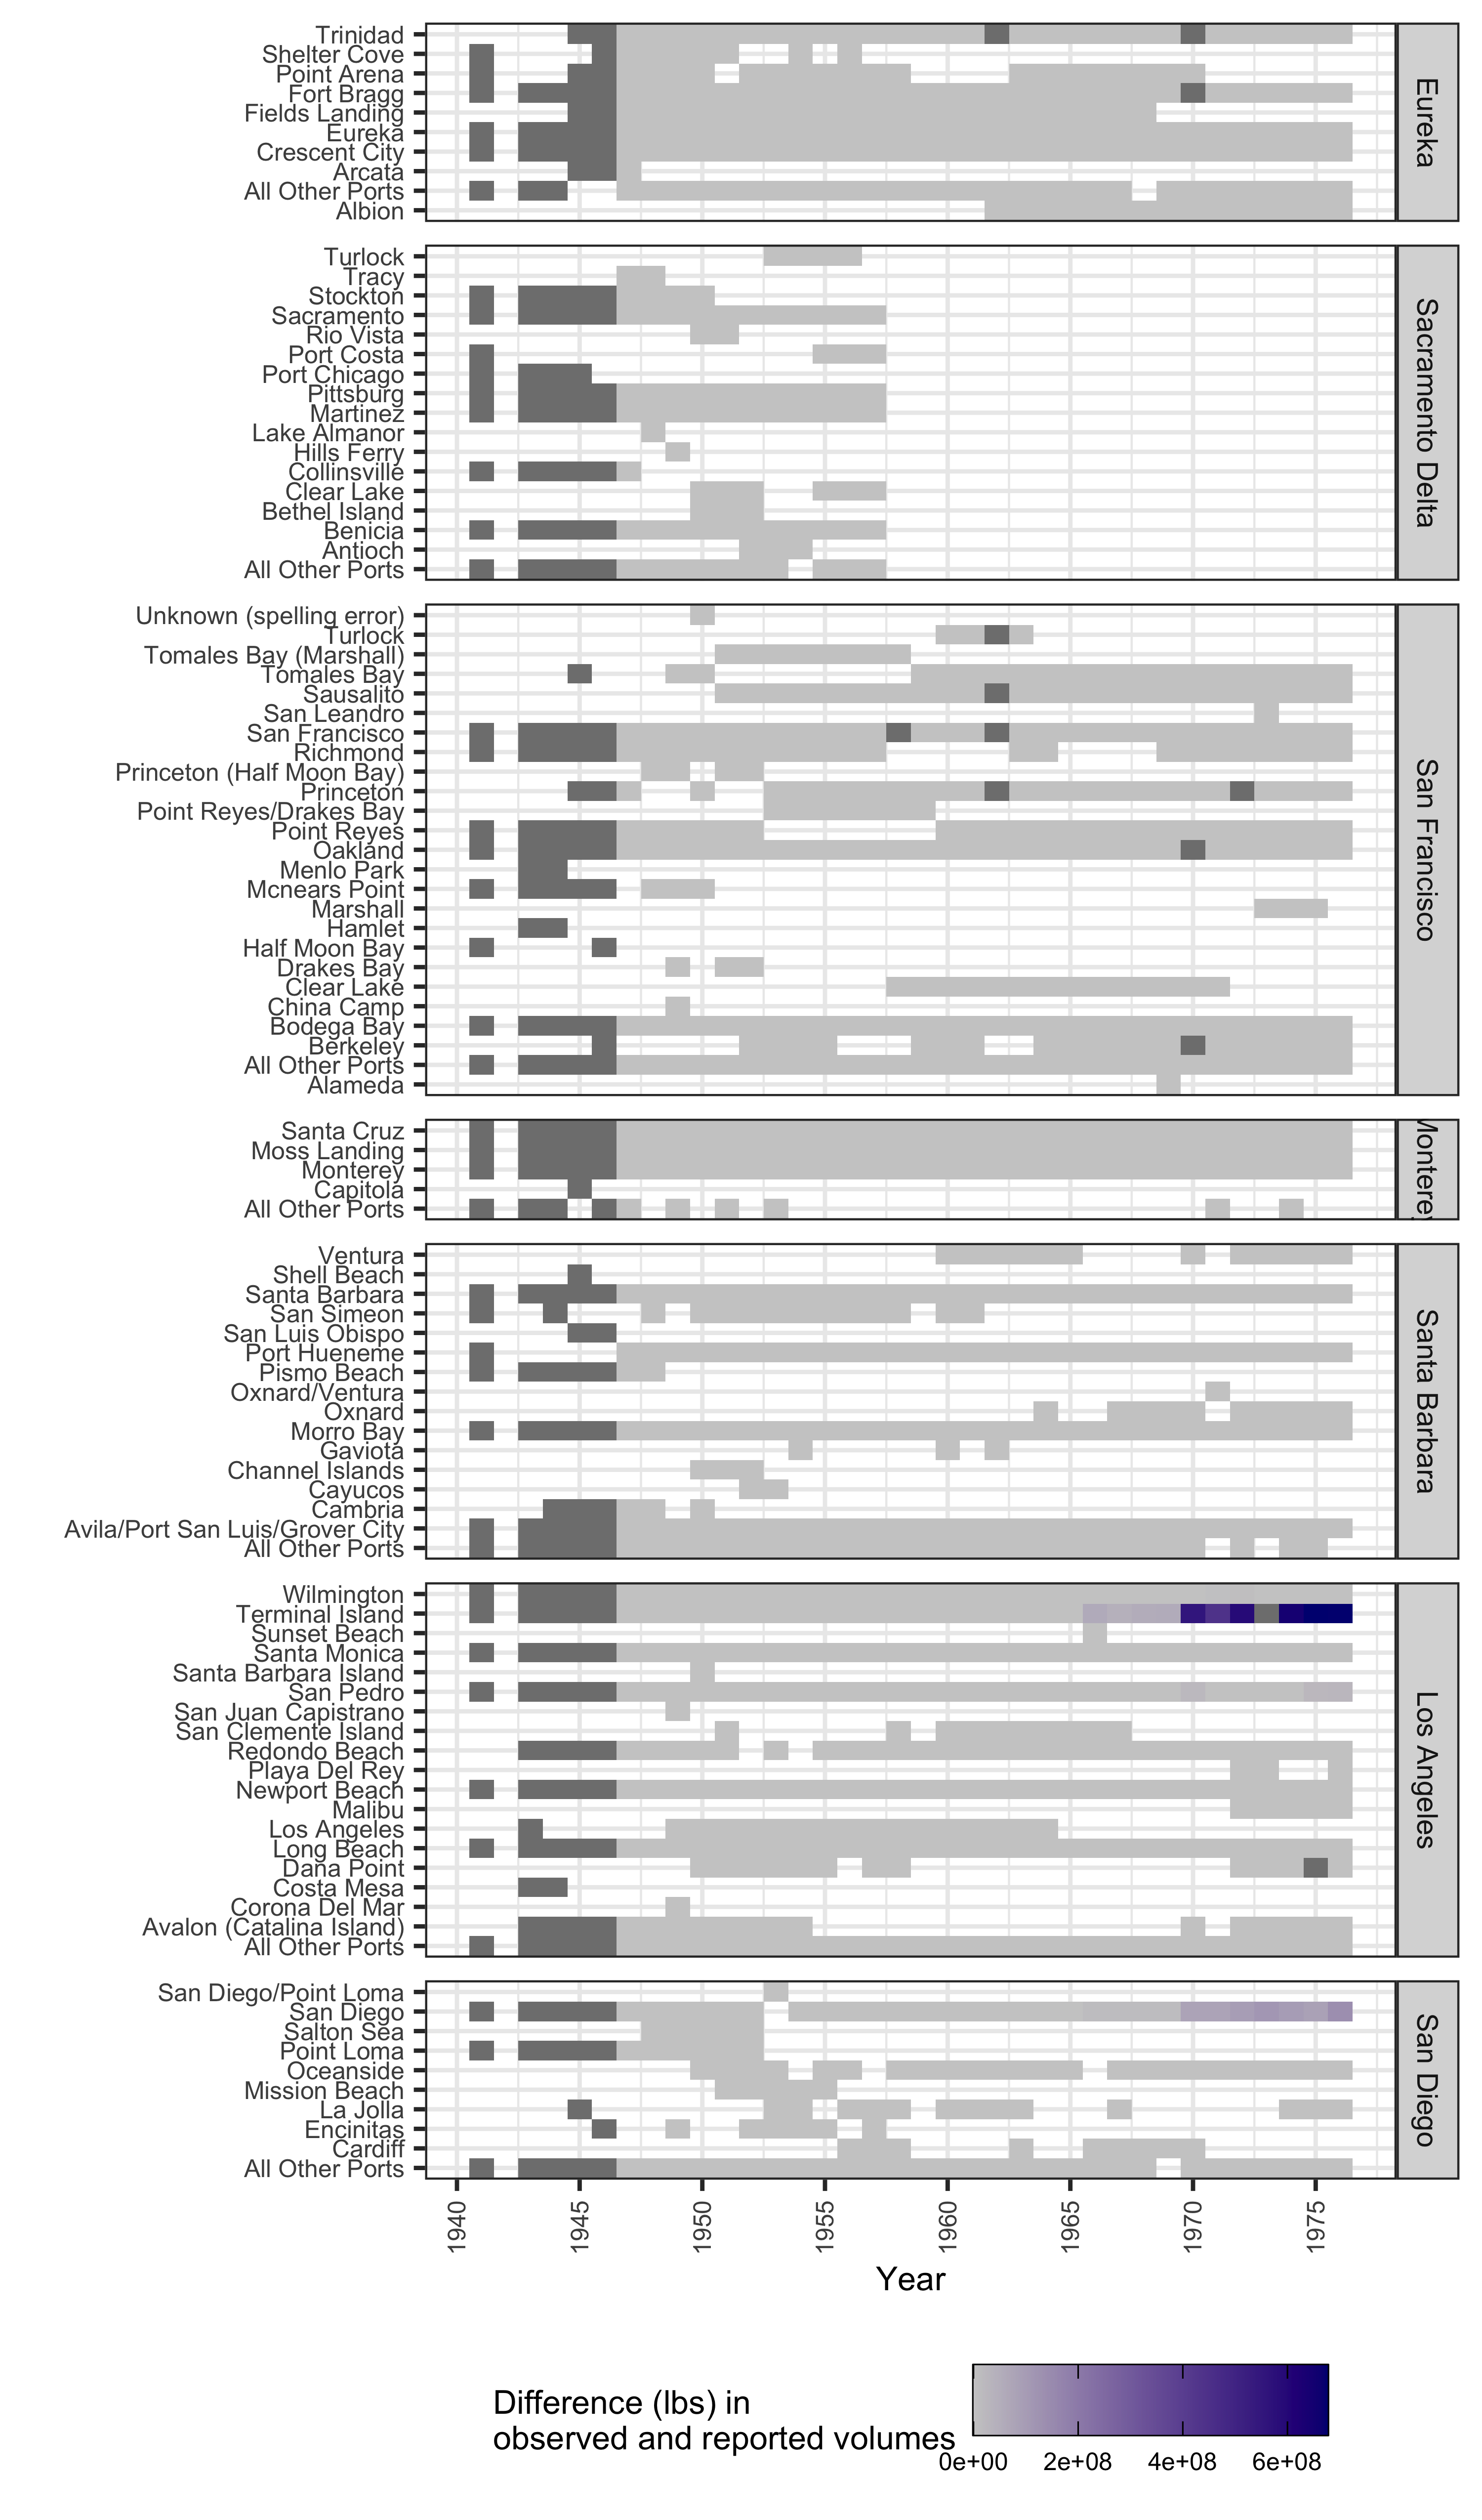 Trinidad
Shelter Cove
Point Arena
Fort Bragg
Fields Landing
Eureka
Crescent City
Arcata
All Other Ports
Albion
Eureka
Turlock
Tracy
Stockton
Sacramento
Rio Vista
Port Costa
Port Chicago
Pittsburg
Martinez
Lake Almanor
Hills Ferry
Collinsville
Clear Lake
Bethel Island
Benicia
Antioch
All Other Ports
Sacramento Delta
Unknown (spelling error)
Turlock
Tomales Bay (Marshall)
Tomales Bay
Sausalito
San Leandro
San Francisco
Richmond
Princeton (Half Moon Bay)
Princeton
Point Reyes/Drakes Bay
Point Reyes
Oakland
Menlo Park
Mcnears Point
Marshall
Hamlet
Half Moon Bay
Drakes Bay
Clear Lake
China Camp
Bodega Bay
Berkeley
All Other Ports
Alameda
San Francisco
Santa Cruz
Moss Landing
Monterey
Capitola
All Other Ports
Monterey
Ventura
Shell Beach
Santa Barbara
San Simeon
San Luis Obispo
Port Hueneme
Pismo Beach
Oxnard/Ventura
Oxnard
Morro Bay
Gaviota
Channel Islands
Cayucos
Cambria
Avila/Port San Luis/Grover City
All Other Ports
Santa Barbara
Wilmington
Terminal Island
Sunset Beach
Santa Monica
Santa Barbara Island
San Pedro
San Juan Capistrano
San Clemente Island
Redondo Beach
Playa Del Rey
Newport Beach
Malibu
Los Angeles
Long Beach
Dana Point
Costa Mesa
Corona Del Mar
Avalon (Catalina Island)
All Other Ports
Los Angeles
San Diego/Point Loma
San Diego
Salton Sea
Point Loma
Oceanside
Mission Beach
La Jolla
Encinitas
Cardiff
All Other Ports
San Diego
1940 1945 1950 1955 1960 1965 1970 1975
Year
Difference (lbs) in
observed and reported volumes
0e+00 2e+08 4e+08 6e+08